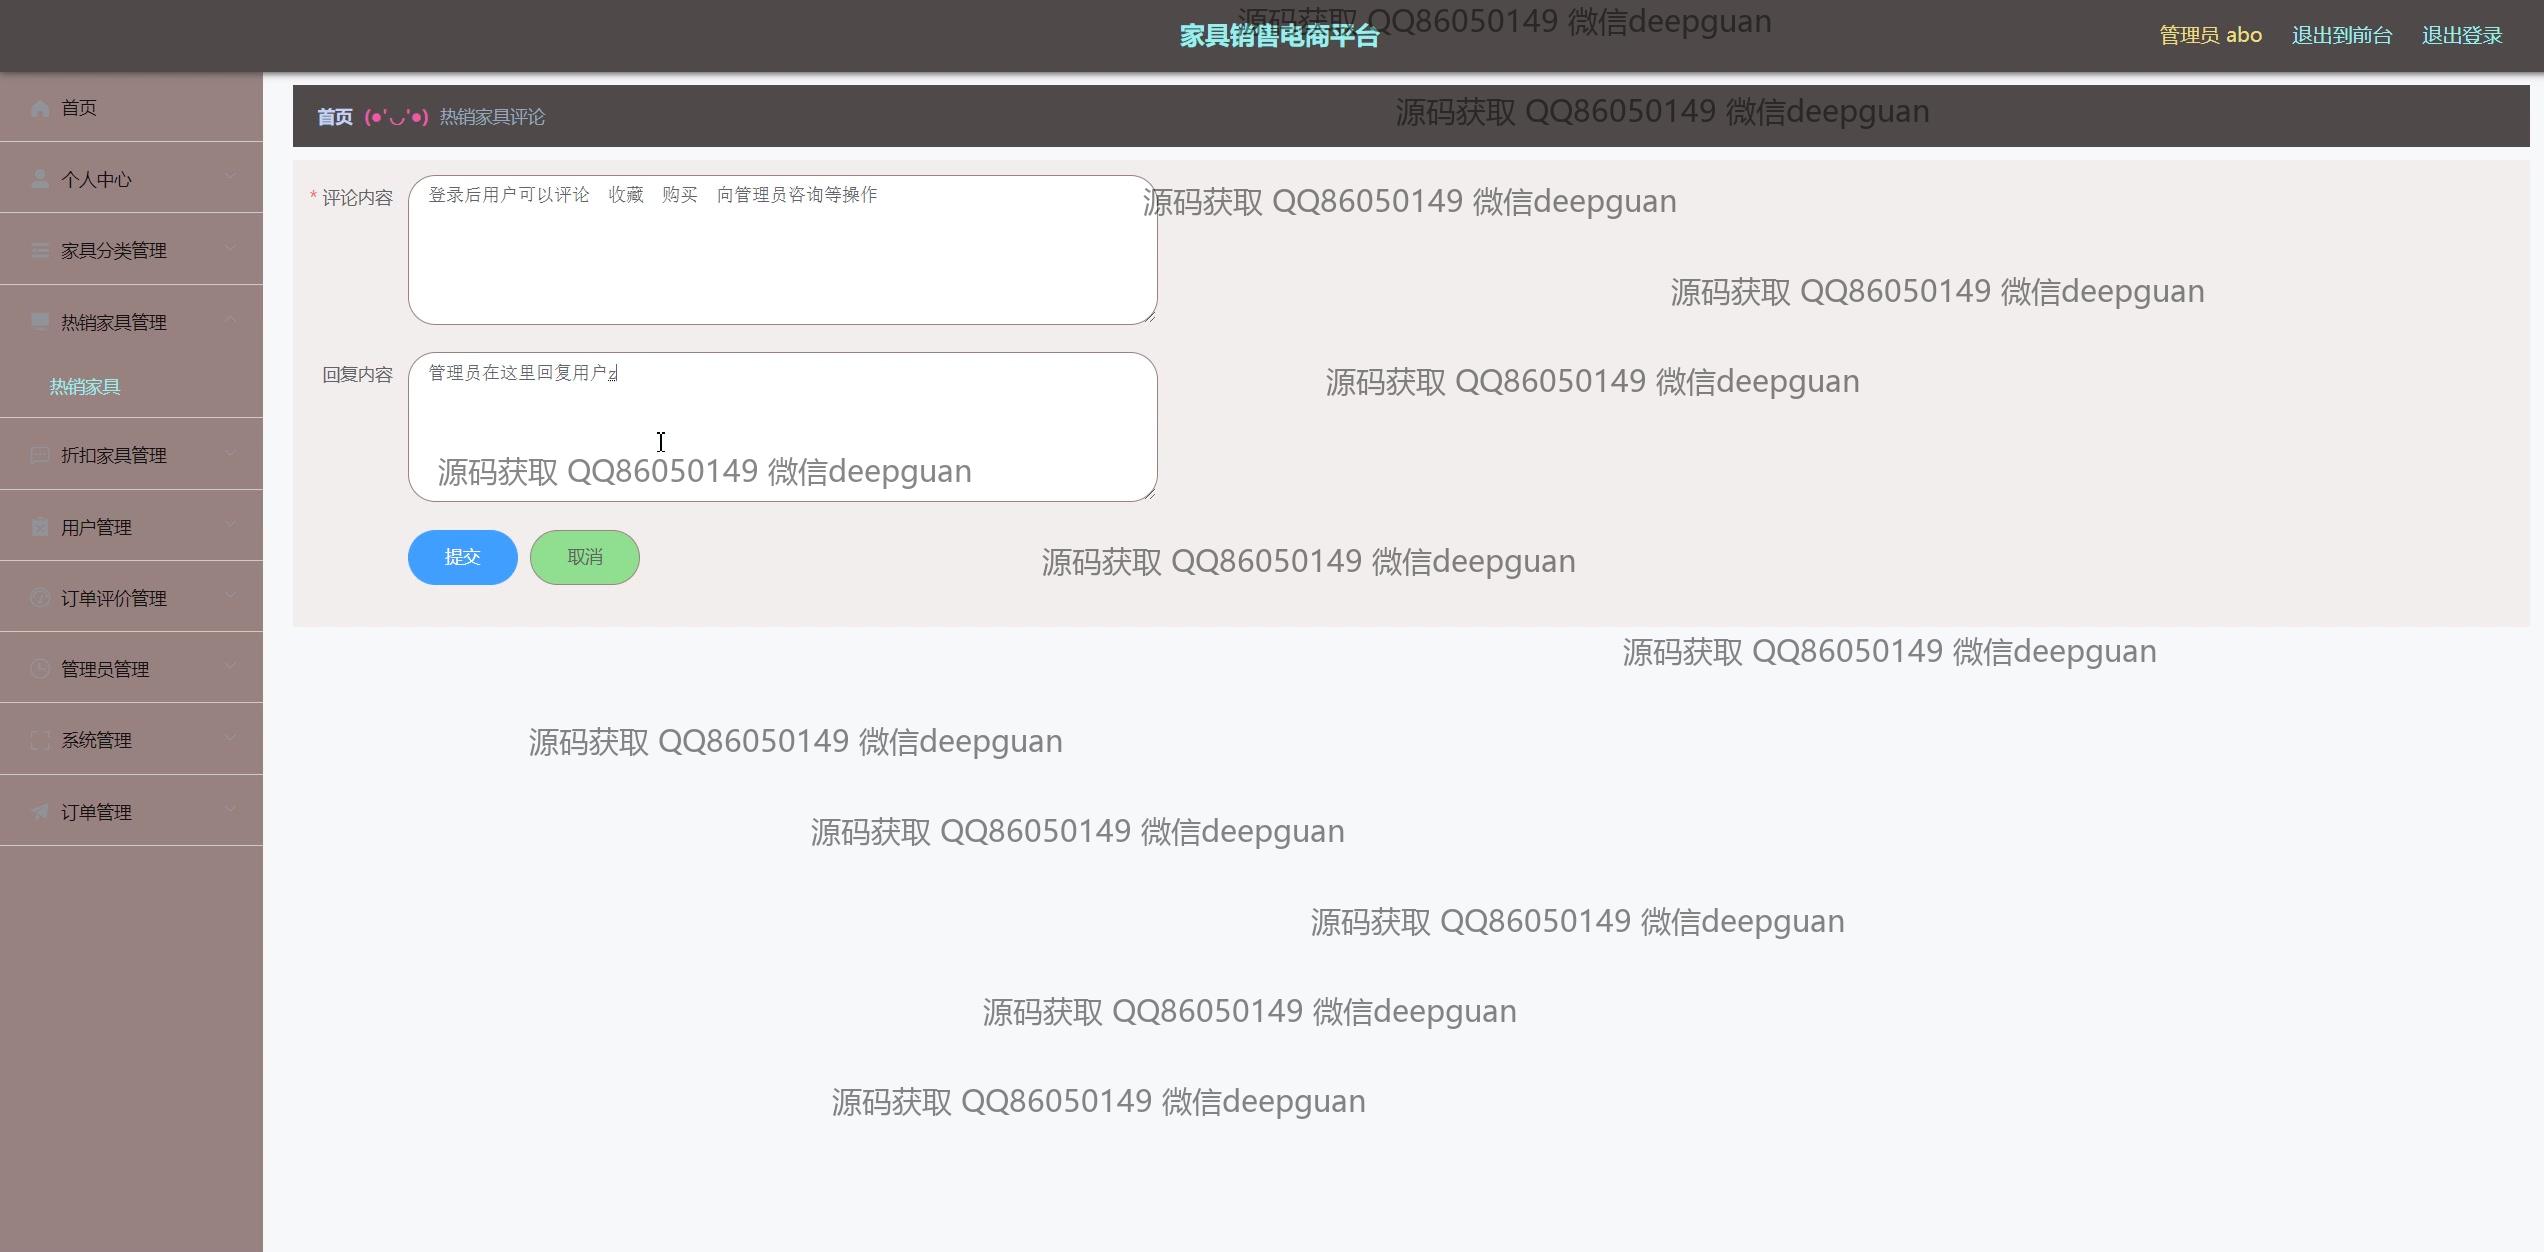 源码获取 QQ86050149 微信deepguan
家具销售电商平台
管理员 abo
退出到前台
退出登录
首页
个人中心
家具分类管理
热销家具管理
热销家具
折扣家具管理
用户管理
订单评价管理
管理员管理
系统管理
订单管理
首页 (●'◡'●) 热销家具评论
源码获取 QQ86050149 微信deepguan
* 评论内容
登录后用户可以评论 收藏 购买 向管理员咨询等操作
源码获取 QQ86050149 微信deepguan
源码获取 QQ86050149 微信deepguan
回复内容
管理员在这里回复用户z
源码获取 QQ86050149 微信deepguan
源码获取 QQ86050149 微信deepguan
提交
取消
源码获取 QQ86050149 微信deepguan
源码获取 QQ86050149 微信deepguan
源码获取 QQ86050149 微信deepguan
源码获取 QQ86050149 微信deepguan
源码获取 QQ86050149 微信deepguan
源码获取 QQ86050149 微信deepguan
源码获取 QQ86050149 微信deepguan